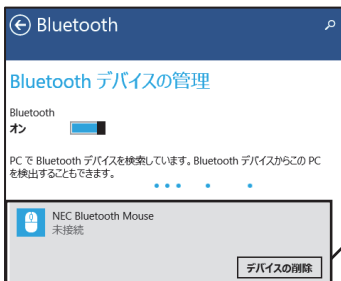 Bluetooth
Bluetooth デバイスの管理
Bluetooth
オン
PC で Bluetooth デバイスを検索しています。Bluetooth デバイスからこの PC
を検出することもできます。
NEC Bluetooth Mouse
未接続
デバイスの削除